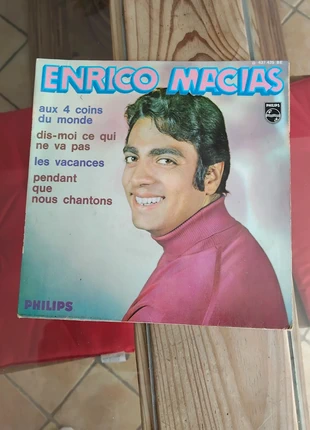 ENRICO MACIAS
PHILIPS
aux 4 coins
du monde
dis-moi ce qui
ne va pas
les vacances
pendant
que
nous chantons
PHILIPS